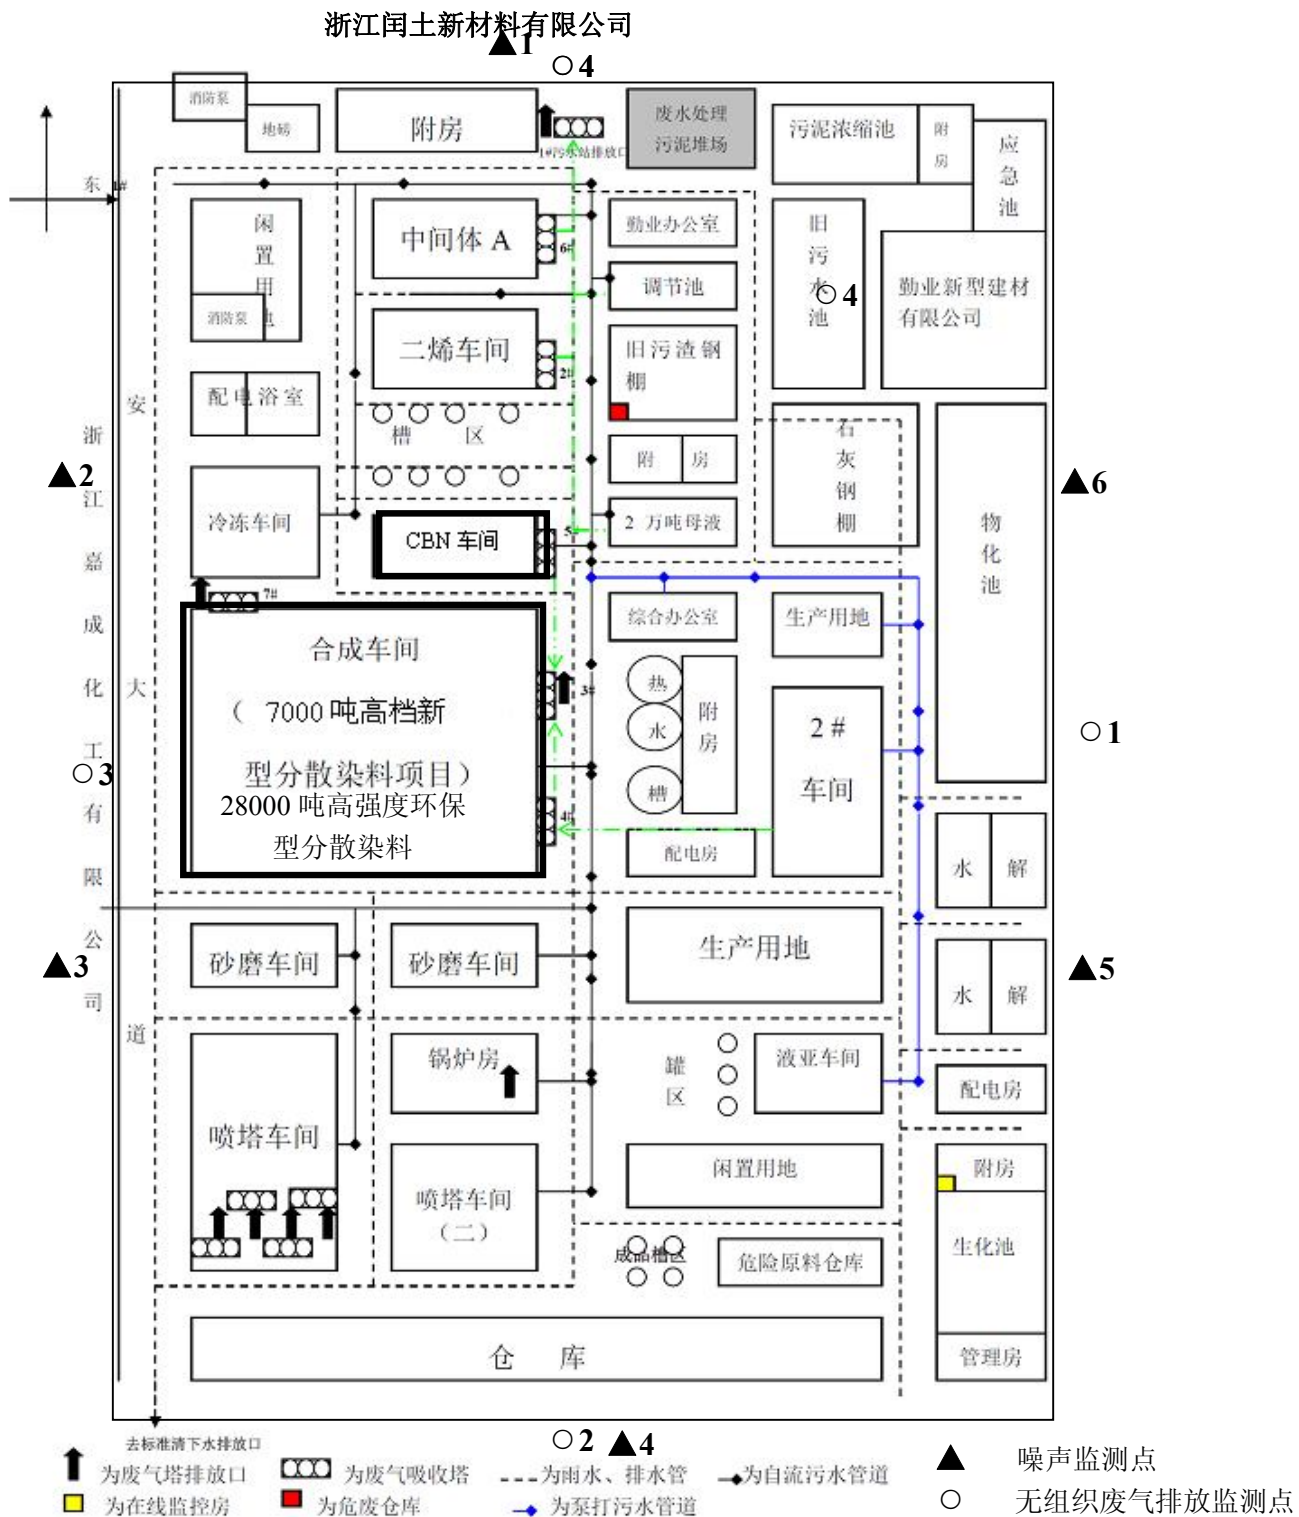 浙江闰土新材料有限公司
▲1
○4
消防泵
地磅
附房
1#污水站排放口
废水处理
污泥堆场
污泥浓缩池
附房
应急池
东
1#
闲置用地
消防泵
中间体 A
6#
勤业办公室
旧污水池
○4
勤业新型建材
有限公司
调节池
二烯车间
2#
旧污渣钢
棚
配电浴室
安大道
浙江嘉成化工有限公司
槽 区
附 房
石灰钢棚
物化池
▲2
▲6
冷冻车间
CBN 车间
5#
2 万吨母液
7#
合成车间
（ 7000 吨高档新
型分散染料项目）
28000 吨高强度环保
型分散染料
3#
4#
综合办公室
生产用地
热
水
槽
附房
2#
车间
○1
○3
配电房
水 解
砂磨车间
砂磨车间
生产用地
▲3
▲5
水 解
锅炉房
罐区
液亚车间
配电房
喷塔车间
喷塔车间
（二）
闲置用地
附房
成品槽区
危险原料仓库
生化池
仓 库
管理房
去标准清下水排放口
○2 ▲4
为废气塔排放口
为废气吸收塔
为雨水、排水管
为自流污水管道
噪声监测点
为在线监控房
为危废仓库
为泵打污水管道
无组织废气排放监测点